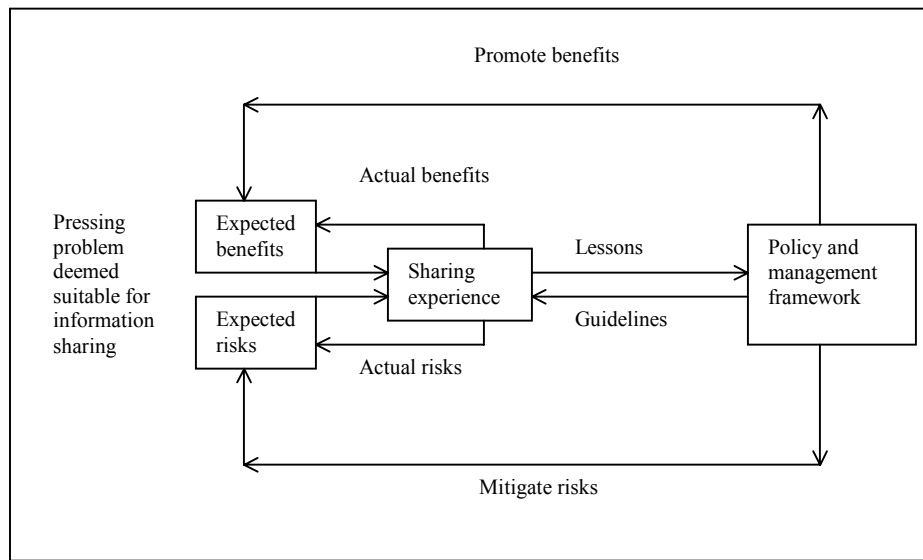 Promote benefits
Actual benefits
Pressing
problem
deemed
suitable for
information
sharing
Expected
benefits
Expected
risks
Sharing
experience
Lessons
Guidelines
Policy and
management
framework
Actual risks
Mitigate risks